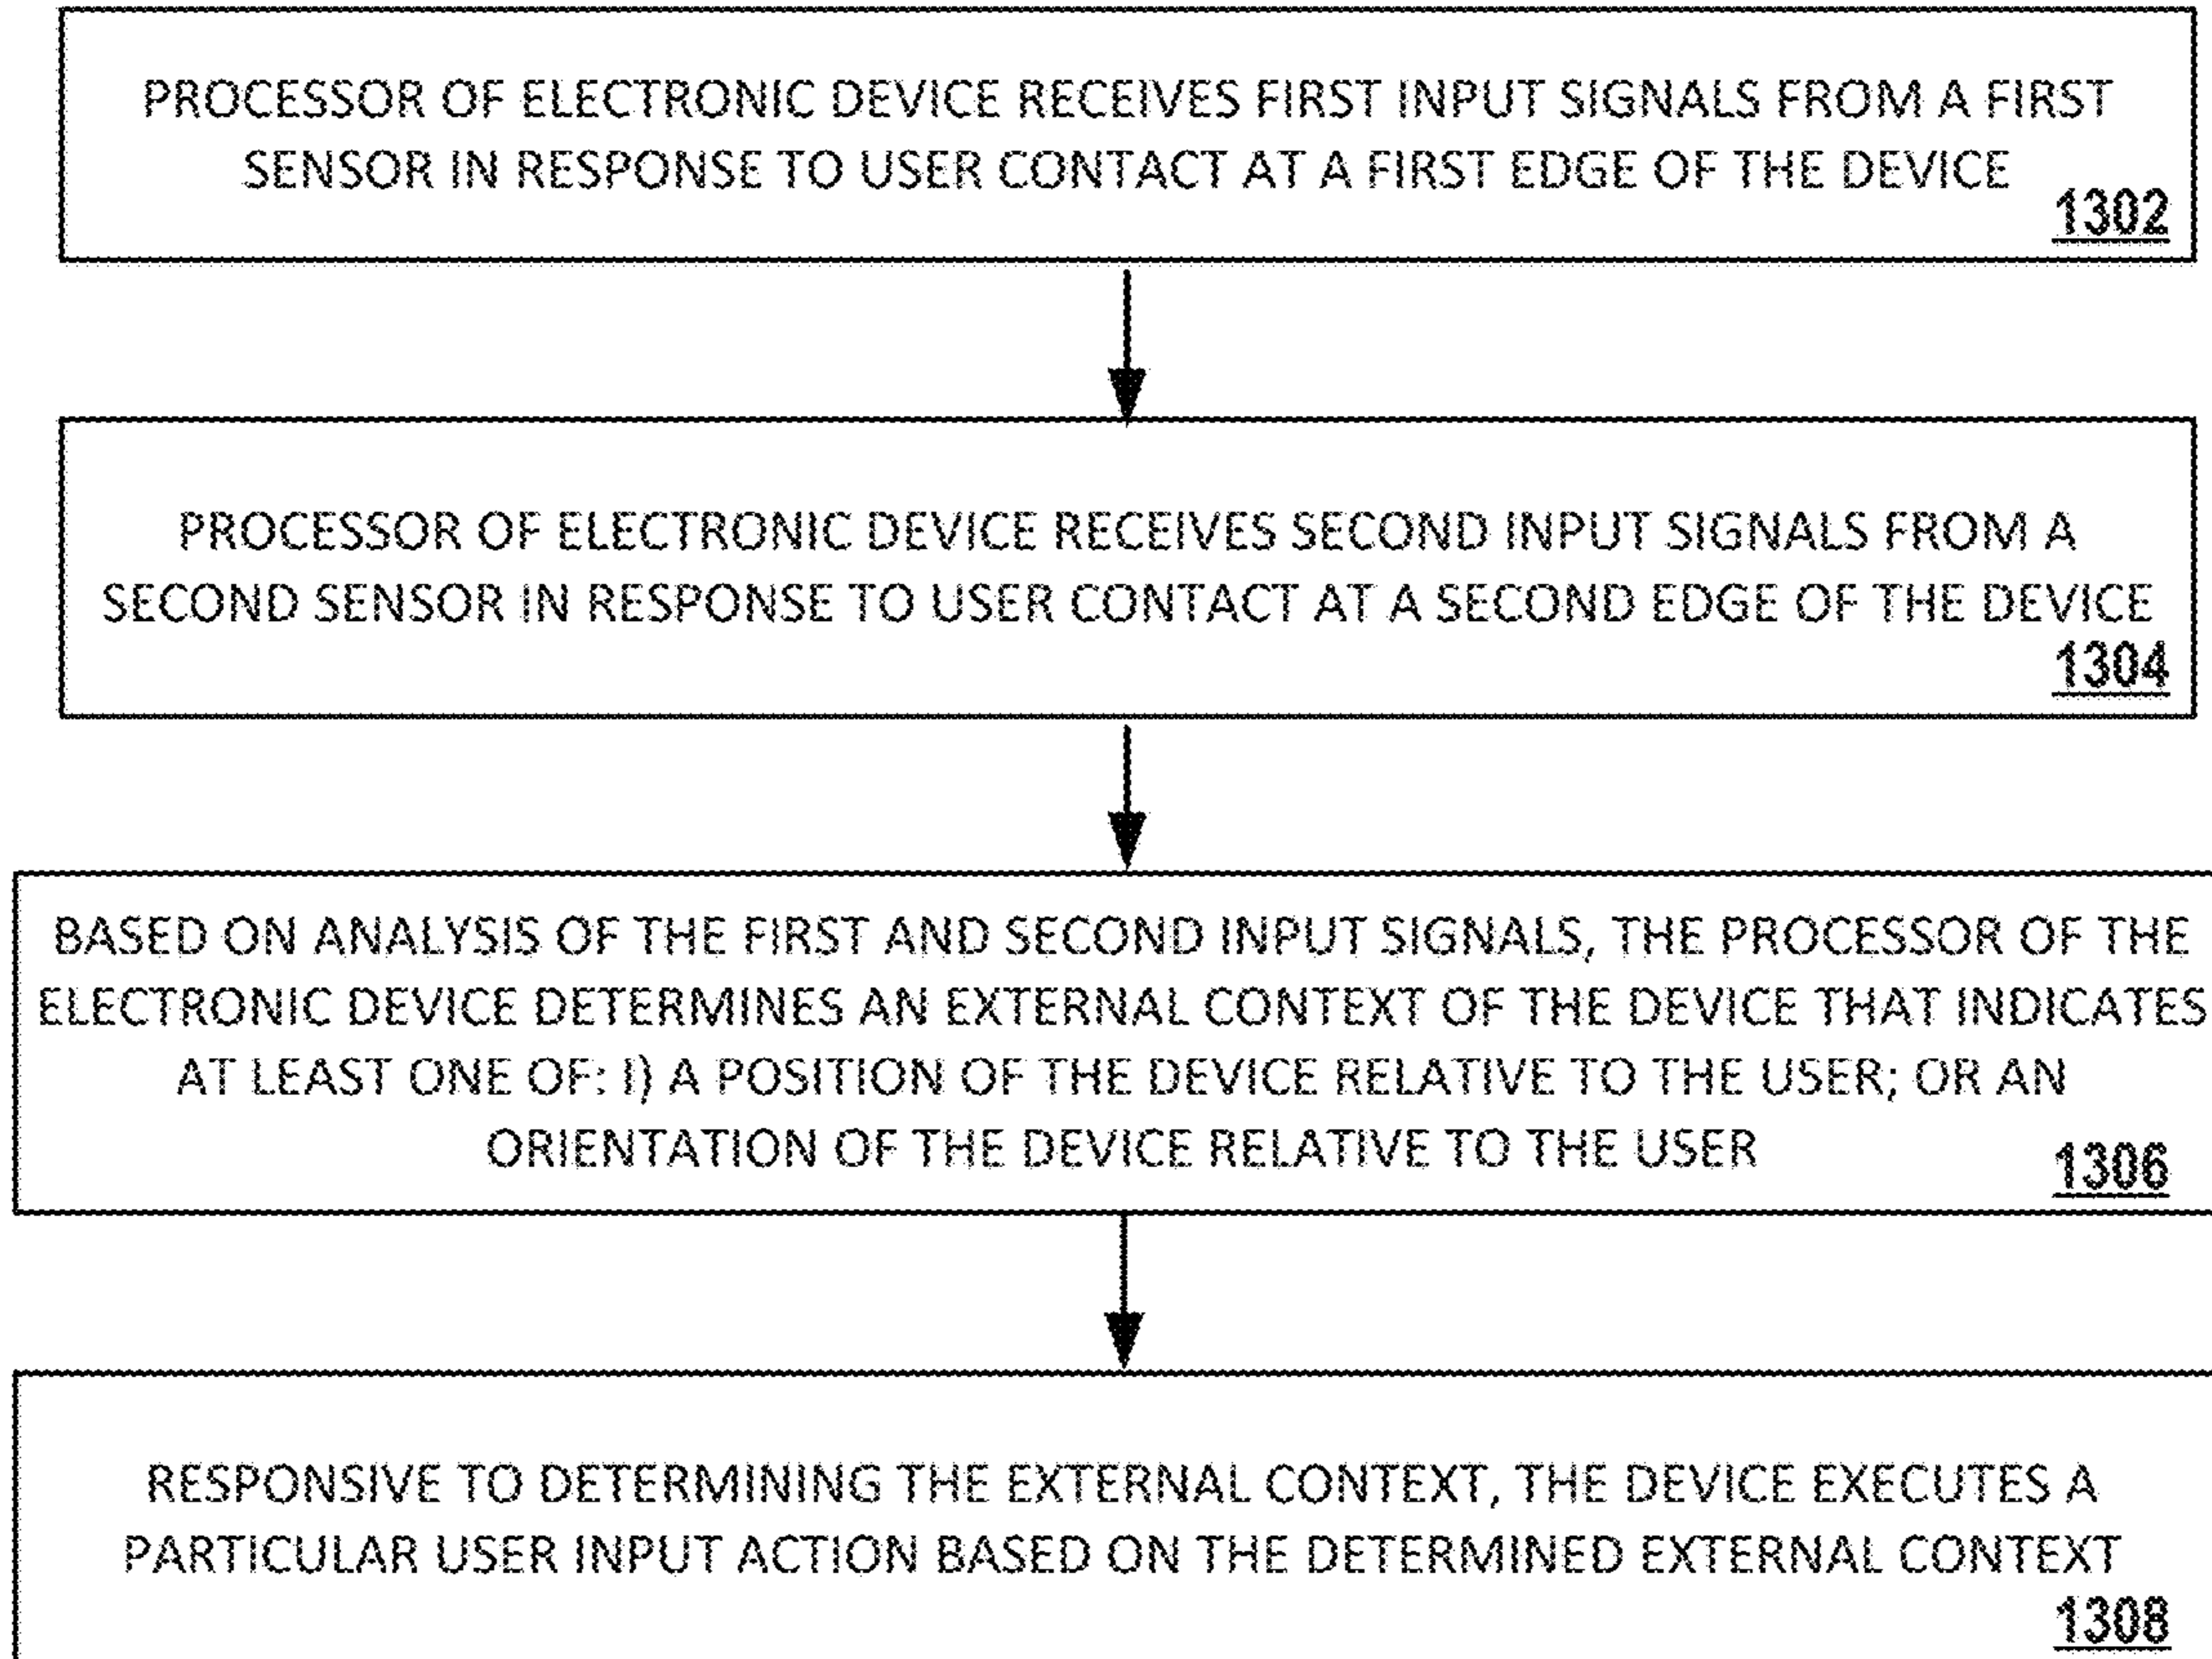 PROCESSOR OF ELECTRONIC DEVICE RECEIVES FIRST INPUT SIGNALS FROM A FIRST
SENSOR IN RESPONSE TO USER CONTACT AT A FIRST EDGE OF THE DEVICE
1302
PROCESSOR OF ELECTRONIC DEVICE RECEIVES SECOND INPUT SIGNALS FROM A
SECOND SENSOR IN RESPONSE TO USER CONTACT AT A SECOND EDGE OF THE DEVICE
1304
BASED ON ANALYSIS OF THE FIRST AND SECOND INPUT SIGNALS, THE PROCESSOR OF THE
ELECTRONIC DEVICE DETERMINES AN EXTERNAL CONTEXT OF THE DEVICE THAT INDICATES
AT LEAST ONE OF: I) A POSITION OF THE DEVICE RELATIVE TO THE USER; OR AN
ORIENTATION OF THE DEVICE RELATIVE TO THE USER
1306
RESPONSIVE TO DETERMINING THE EXTERNAL CONTEXT, THE DEVICE EXECUTES A
PARTICULAR USER INPUT ACTION BASED ON THE DETERMINED EXTERNAL CONTEXT
1308